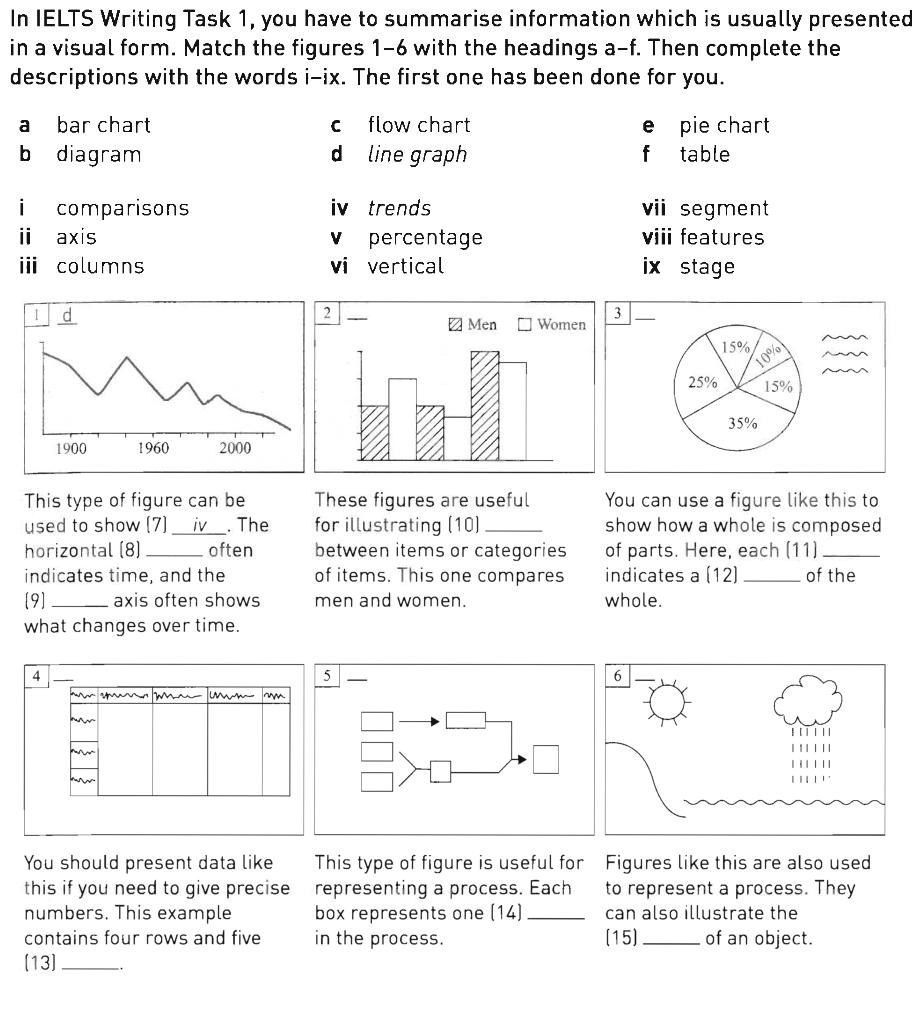 In IELTS Writing Task 1, you have to summarise information which is usually presented
in a visual form. Match the figures 1–6 with the headings a–f. Then complete the
descriptions with the words i–ix. The first one has been done for you.
a bar chart
c flow chart
e pie chart
b diagram
d line graph
f table
i comparisons
iv trends
vii segment
ii axis
v percentage
viii features
iii columns
vi vertical
ix stage
1 d
1900 1960 2000
2 __
Men Women
3 __
15%
10%
25%
15%
35%
This type of figure can be
used to show (7) __iv__. The
horizontal (8) ______ often
indicates time, and the
(9) ______ axis often shows
what changes over time.
These figures are useful
for illustrating (10) ______
between items or categories
of items. This one compares
men and women.
You can use a figure like this to
show how a whole is composed
of parts. Here, each (11) ______
indicates a (12) ______ of the
whole.
4 __
5 __
6 __
You should present data like
this if you need to give precise
numbers. This example
contains four rows and five
(13) ______.
This type of figure is useful for
representing a process. Each
box represents one (14) ______
in the process.
Figures like this are also used
to represent a process. They
can also illustrate the
(15) ______ of an object.